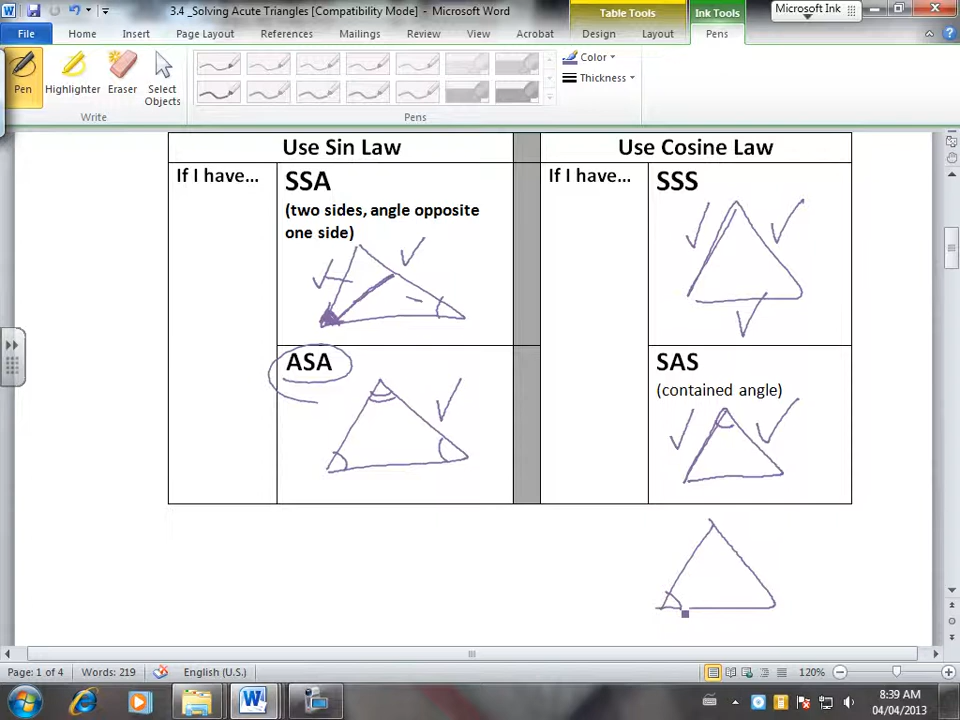 3.4 _Solving Acute Triangles [Compatibility Mode] - Microsoft Word
Table Tools
Ink Tools
Microsoft Ink
File
Home
Insert
Page Layout
References
Mailings
Review
View
Acrobat
Design
Layout
Pens
Pen
Highlighter
Eraser
Select Objects
Color
Thickness
Write
Pens
Use Sin Law
Use Cosine Law
If I have...
SSA
(two sides, angle opposite
one side)
If I have...
SSS
ASA
SAS
(contained angle)
Page: 1 of 4
Words: 219
English (U.S.)
120%
8:39 AM
04/04/2013